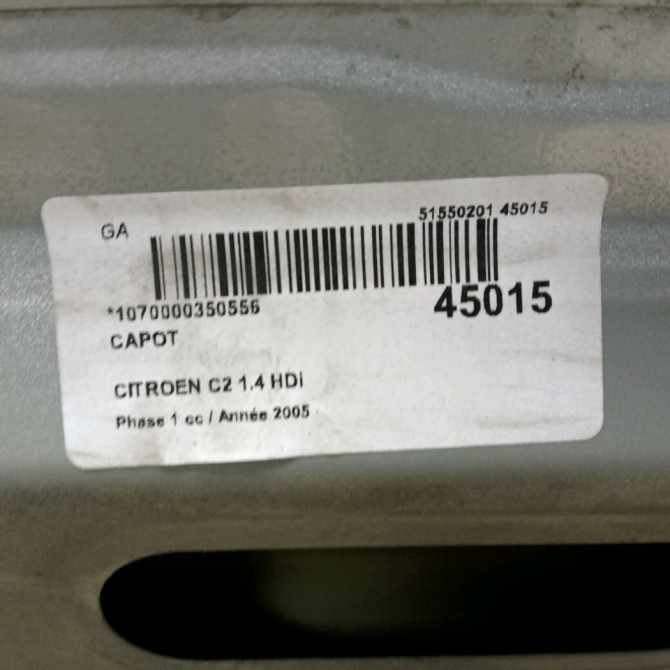 GA
51550201 45015
*1070000350556
45015
CAPOT
CITROEN C2 1.4 HDi
Phase 1 cc / Année 2005